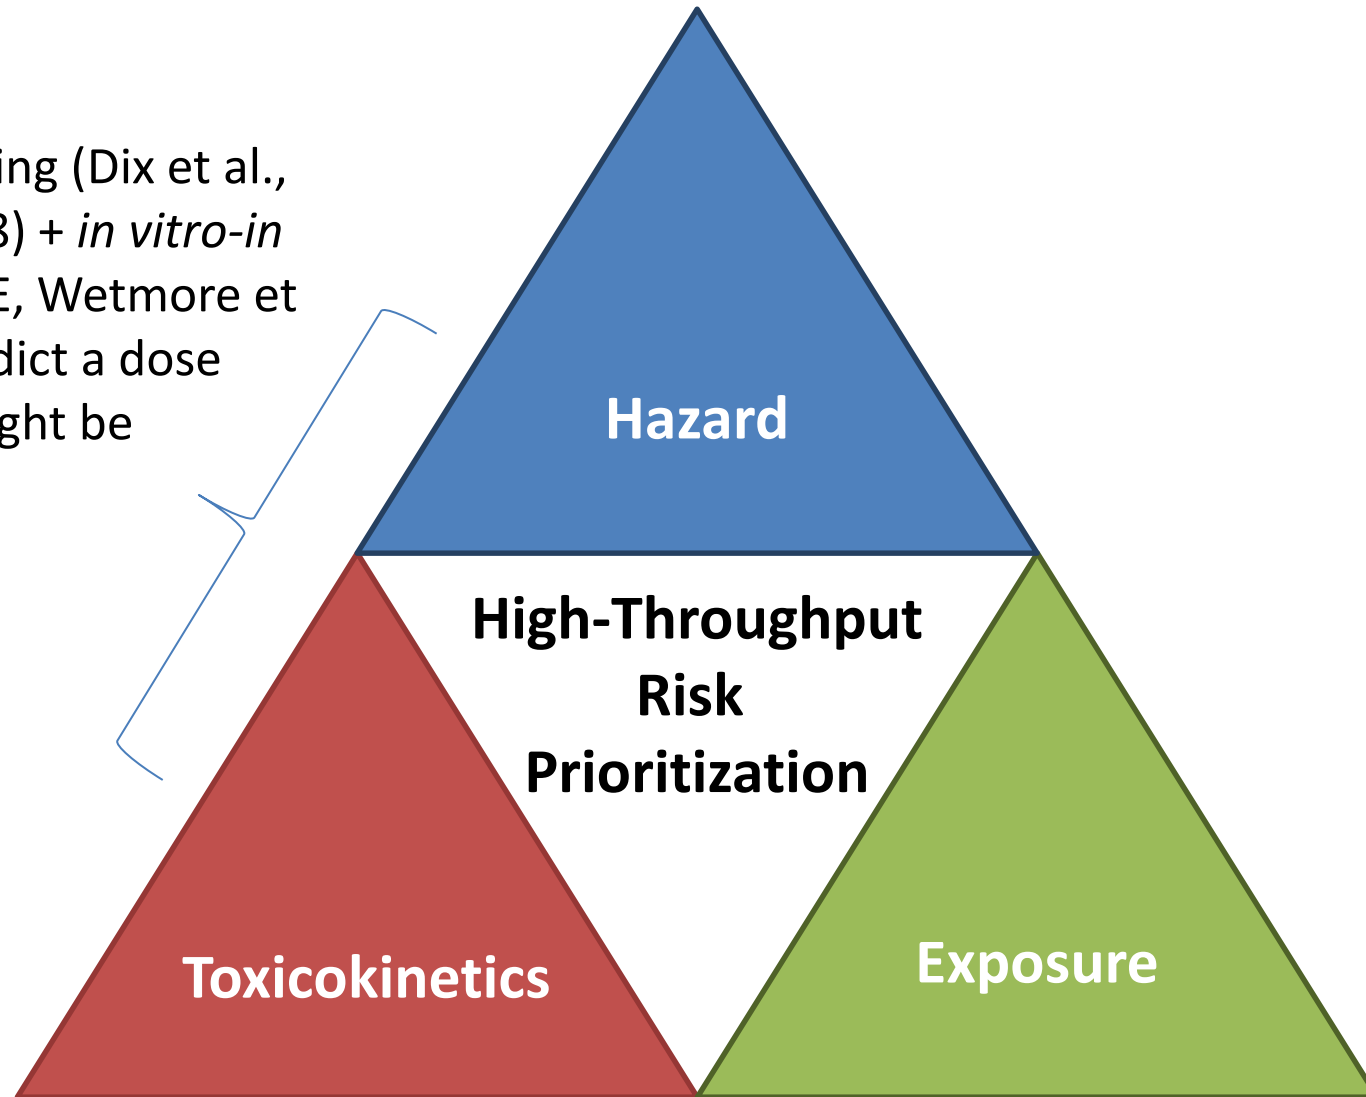 ing (Dix et al.,
3) + in vitro-in
E, Wetmore et
dict a dose
ght be
Hazard
High-Throughput
Risk
Prioritization
Toxicokinetics
Exposure